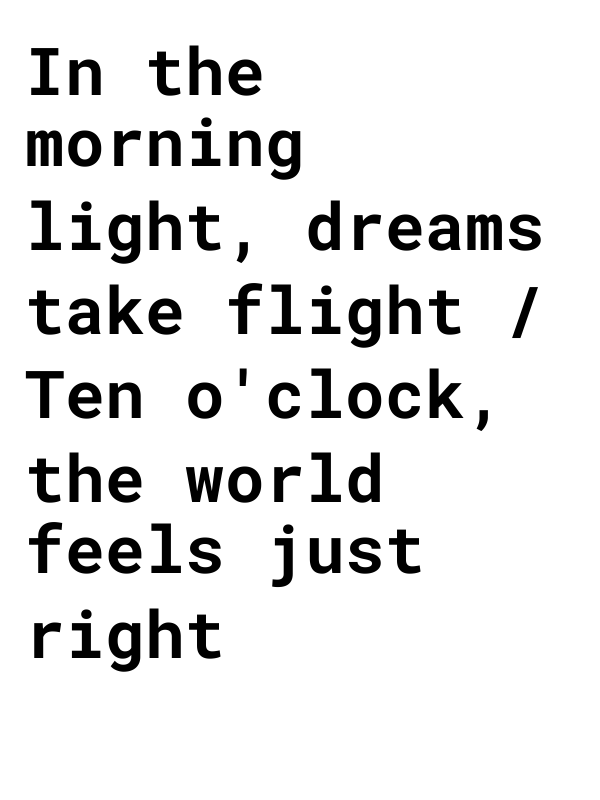 In the
morning
light, dreams
take flight /
Ten o'clock,
the world
feels just
right